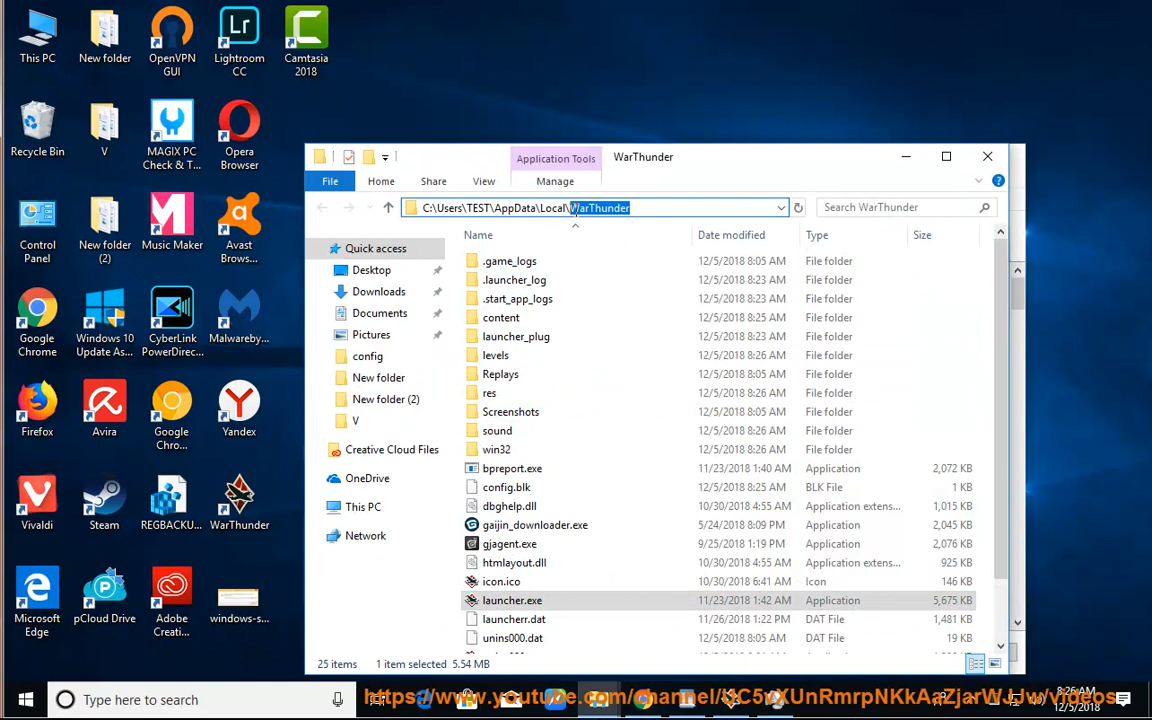 This PC
New folder
OpenVPN GUI
Lightroom CC
Camtasia 2018
Recycle Bin
V
MAGIX PC Check & T...
Opera Browser
Control Panel
New folder (2)
Music Maker
Avast Brows...
Google Chrome
Windows 10 Update As...
CyberLink PowerDirec...
Malwareby...
Firefox
Avira
Google Chro...
Yandex
Vivaldi
Steam
REGBACKU...
WarThunder
Microsoft Edge
pCloud Drive
Adobe Creati...
windows-s...
Application Tools
WarThunder
File
Home
Share
View
Manage
C:\Users\TEST\AppData\Local\WarThunder
Search WarThunder
Quick access
Desktop
Downloads
Documents
Pictures
config
New folder
New folder (2)
V
Creative Cloud Files
OneDrive
This PC
Network
Name Date modified Type Size
.game_logs 12/5/2018 8:05 AM File folder
.launcher_log 12/5/2018 8:23 AM File folder
.start_app_logs 12/5/2018 8:23 AM File folder
content 12/5/2018 8:25 AM File folder
launcher_plug 12/5/2018 8:23 AM File folder
levels 12/5/2018 8:26 AM File folder
Replays 12/5/2018 8:26 AM File folder
res 12/5/2018 8:26 AM File folder
Screenshots 12/5/2018 8:05 AM File folder
sound 12/5/2018 8:26 AM File folder
win32 12/5/2018 8:26 AM File folder
bpreport.exe 11/23/2018 1:40 AM Application 2,072 KB
config.blk 12/5/2018 8:25 AM BLK File 1 KB
dbghelp.dll 10/30/2018 4:55 AM Application extens... 1,015 KB
gaijin_downloader.exe 5/24/2018 8:09 PM Application 2,045 KB
gjagent.exe 9/25/2018 1:19 PM Application 2,076 KB
htmlayout.dll 10/30/2018 4:55 AM Application extens... 925 KB
icon.ico 10/30/2018 6:41 AM Icon 146 KB
launcher.exe 11/23/2018 1:42 AM Application 5,675 KB
launcherr.dat 11/26/2018 1:22 PM DAT File 1,481 KB
unins000.dat 12/5/2018 8:05 AM DAT File 19 KB
25 items 1 item selected 5.54 MB
Type here to search
8:26 AM
12/5/2018